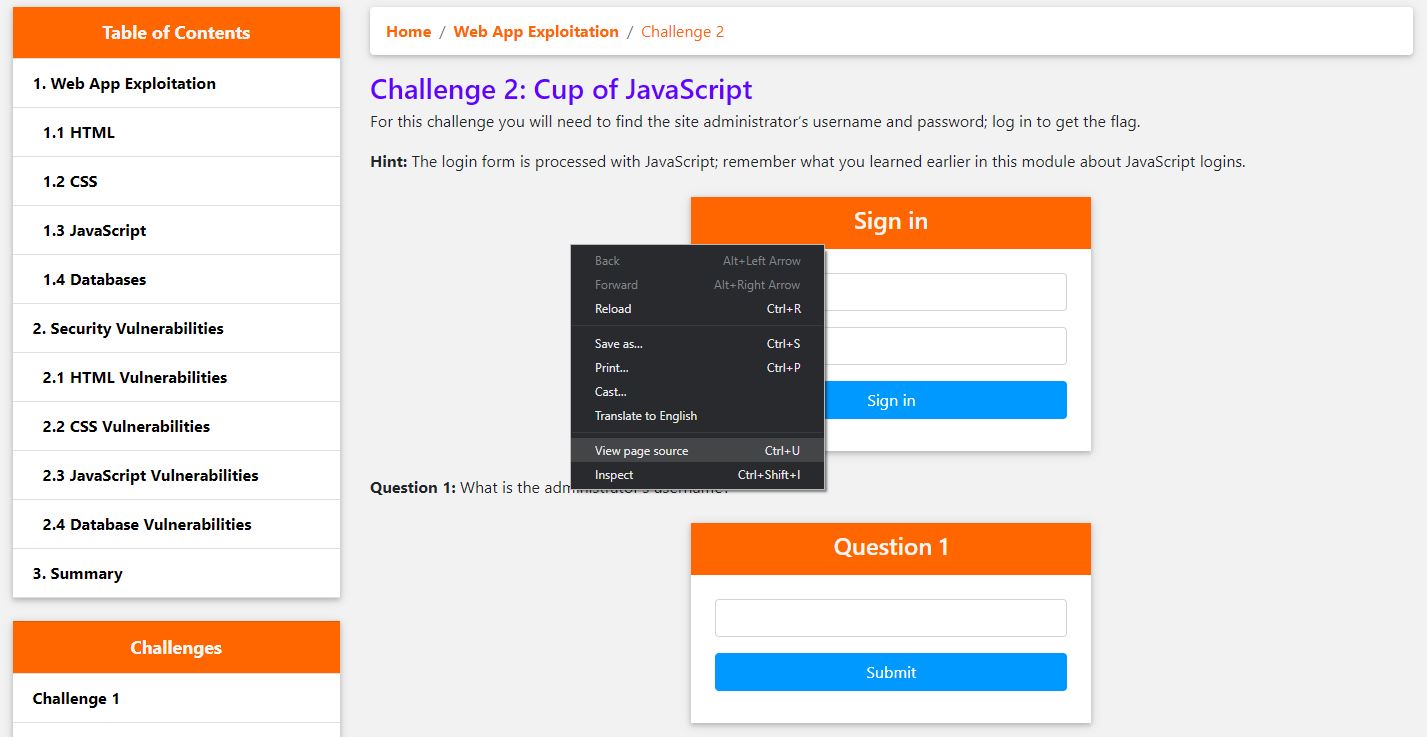 Table of Contents
1. Web App Exploitation
1.1 HTML
1.2 CSS
1.3 JavaScript
1.4 Databases
2. Security Vulnerabilities
2.1 HTML Vulnerabilities
2.2 CSS Vulnerabilities
2.3 JavaScript Vulnerabilities
2.4 Database Vulnerabilities
3. Summary
Challenges
Challenge 1
Home / Web App Exploitation / Challenge 2
Challenge 2: Cup of JavaScript
For this challenge you will need to find the site administrator's username and password; log in to get the flag.
Hint: The login form is processed with JavaScript; remember what you learned earlier in this module about JavaScript logins.
Sign in
Back Alt+Left Arrow
Forward Alt+Right Arrow
Reload Ctrl+R
Save as... Ctrl+S
Print... Ctrl+P
Cast...
Translate to English
View page source Ctrl+U
Inspect Ctrl+Shift+I
Sign in
Question 1: What is the administrator's username?
Question 1
Submit